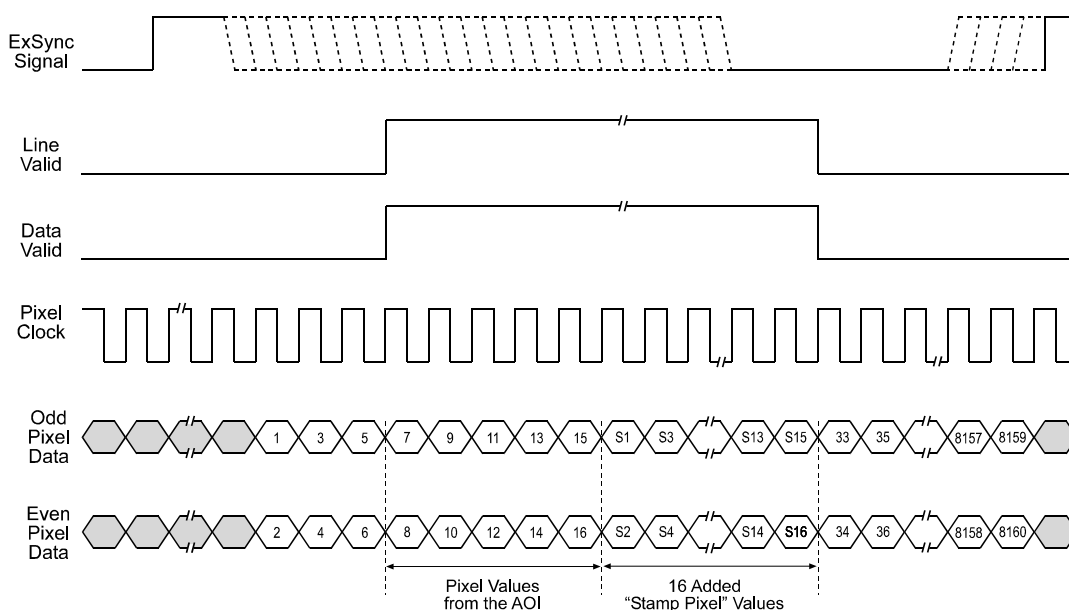 ExSync
Signal
Line
Valid
Data
Valid
Pixel
Clock
Odd
Pixel
Data
1 3 5 7 9 11 13 15 S1 S3 S13 S15 33 35 8157 8159
Even
Pixel
Data
2 4 6 8 10 12 14 16 S2 S4 S14 S16 34 36 8158 8160
Pixel Values
from the AOI
16 Added
“Stamp Pixel” Values